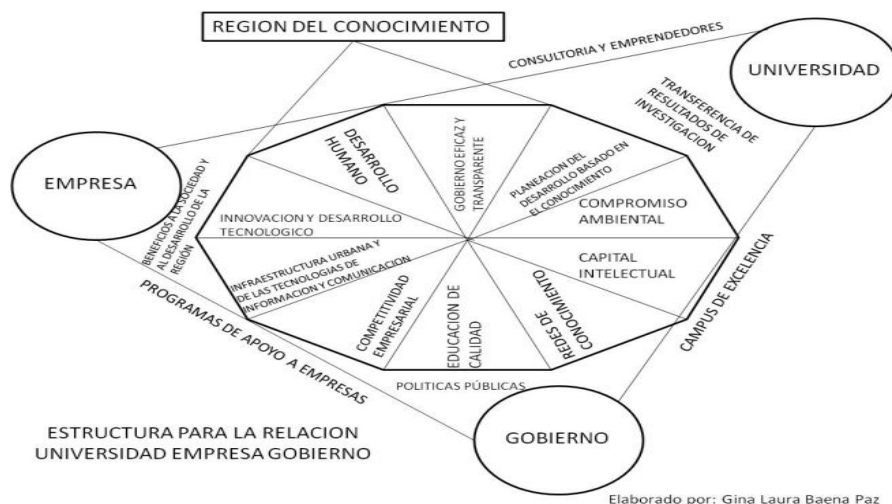 REGION DEL CONOCIMIENTO
CONSULTORIA Y EMPRENDEDORES
UNIVERSIDAD
TRANSFERENCIA DE
RESULTADOS DE
INVESTIGACION
EMPRESA
BENEFICIOS A LA SOCIEDAD Y
AL DESARROLLO DE LA
REGIÓN
DESARROLLO
HUMANO
GOBIERNO EFICAZ Y
TRANSPARENTE
PLANEACION DEL
DESARROLLO BASADO EN
EL CONOCIMIENTO
COMPROMISO
AMBIENTAL
INNOVACION Y DESARROLLO
TECNOLOGICO
CAPITAL
INTELECTUAL
INFRAESTRUCTURA URBANA Y
DE LAS TECNOLOGIAS DE
INFORMACION Y COMUNICACION
COMPETITIVIDAD
EMPRESARIAL
EDUCACION DE
CALIDAD
REDES DE
CONOCIMIENTO
CAMPUS DE EXCELENCIA
PROGRAMAS DE APOYO A EMPRESAS
POLITICAS PÚBLICAS
GOBIERNO
ESTRUCTURA PARA LA RELACION
UNIVERSIDAD EMPRESA GOBIERNO
Elaborado por: Gina Laura Baena Paz